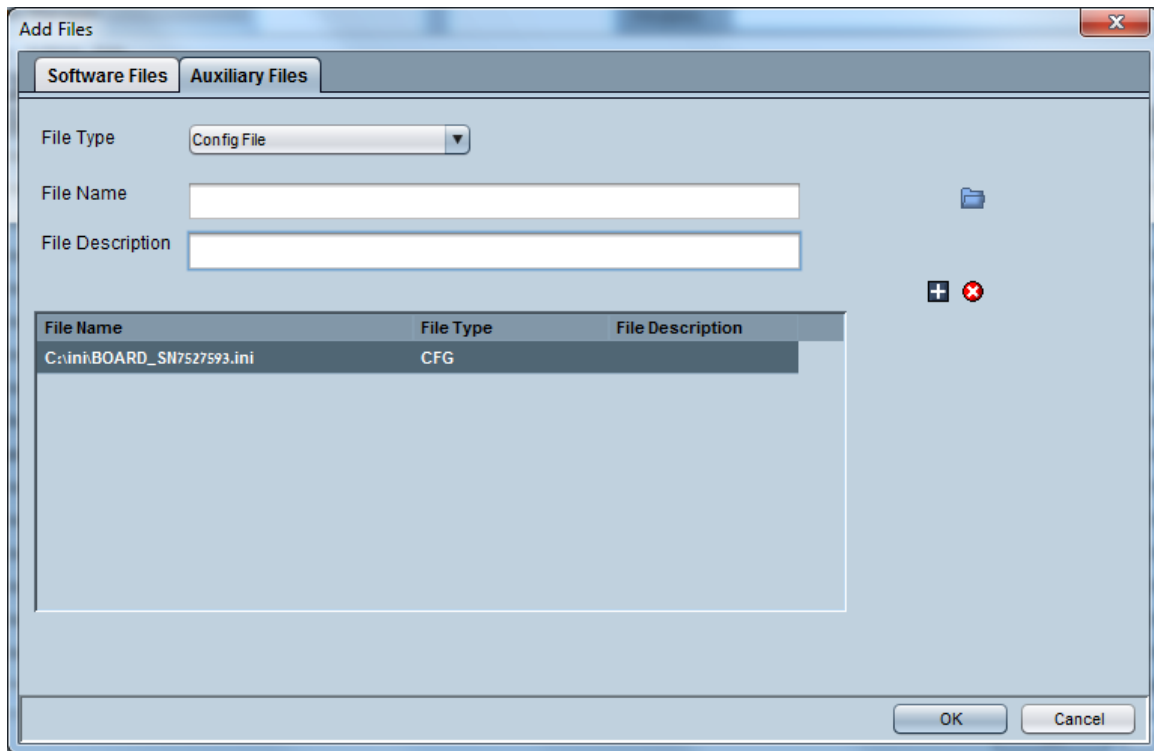 Add Files
Software Files Auxiliary Files
File Type Config File
File Name
File Description
File Name File Type File Description
C:\ini\BOARD_SN7527593.ini CFG
OK Cancel